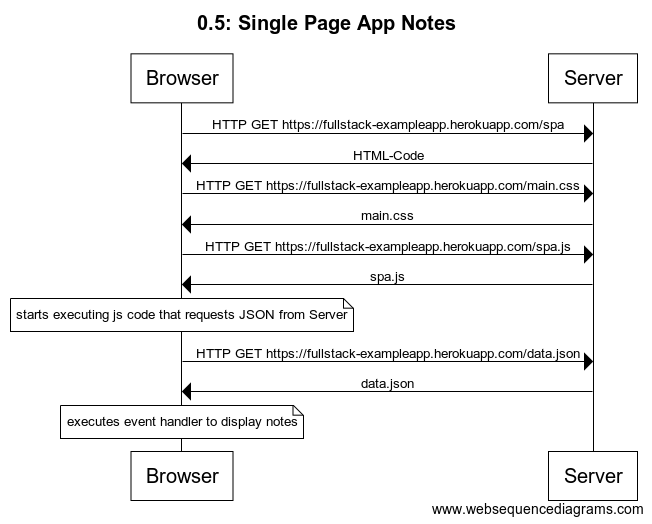 0.5: Single Page App Notes
Browser
Server
HTTP GET https://fullstack-exampleapp.herokuapp.com/spa
HTML-Code
HTTP GET https://fullstack-exampleapp.herokuapp.com/main.css
main.css
HTTP GET https://fullstack-exampleapp.herokuapp.com/spa.js
spa.js
starts executing js code that requests JSON from Server
HTTP GET https://fullstack-exampleapp.herokuapp.com/data.json
data.json
executes event handler to display notes
Browser
Server
www.websequencediagrams.com